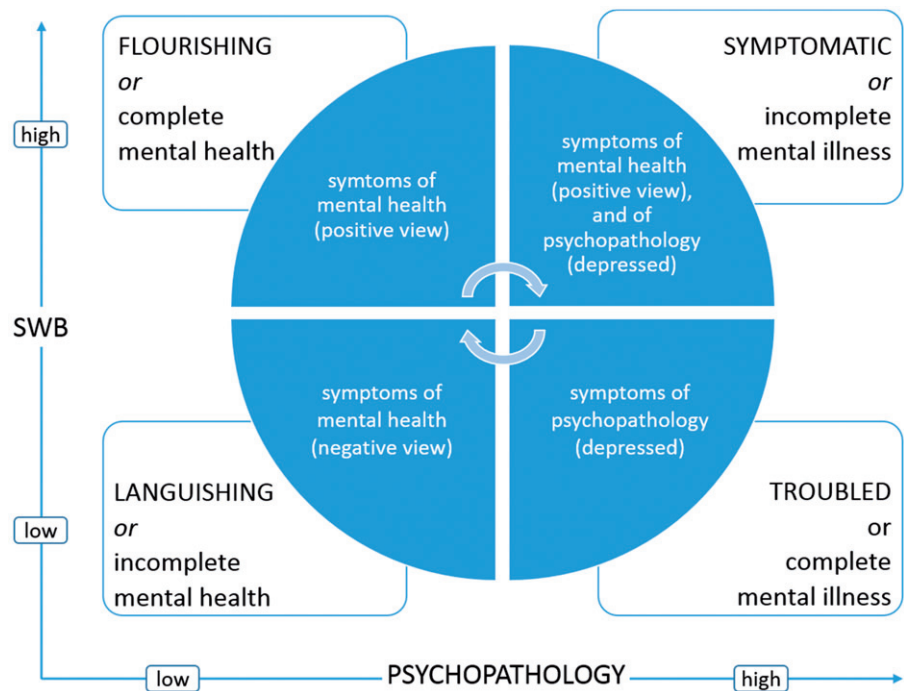 FLOURISHING
or
complete
mental health
SYMPTOMATIC
or
incomplete
mental illness
high
symtoms of
mental health
(positive view)
symptoms of
mental health
(positive view),
and of
psychopathology
(depressed)
SWB
symptoms of
mental health
(negative view)
symptoms of
psychopathology
(depressed)
low
LANGUISHING
or
incomplete
mental health
TROUBLED
or
complete
mental illness
low
PSYCHOPATHOLOGY
high